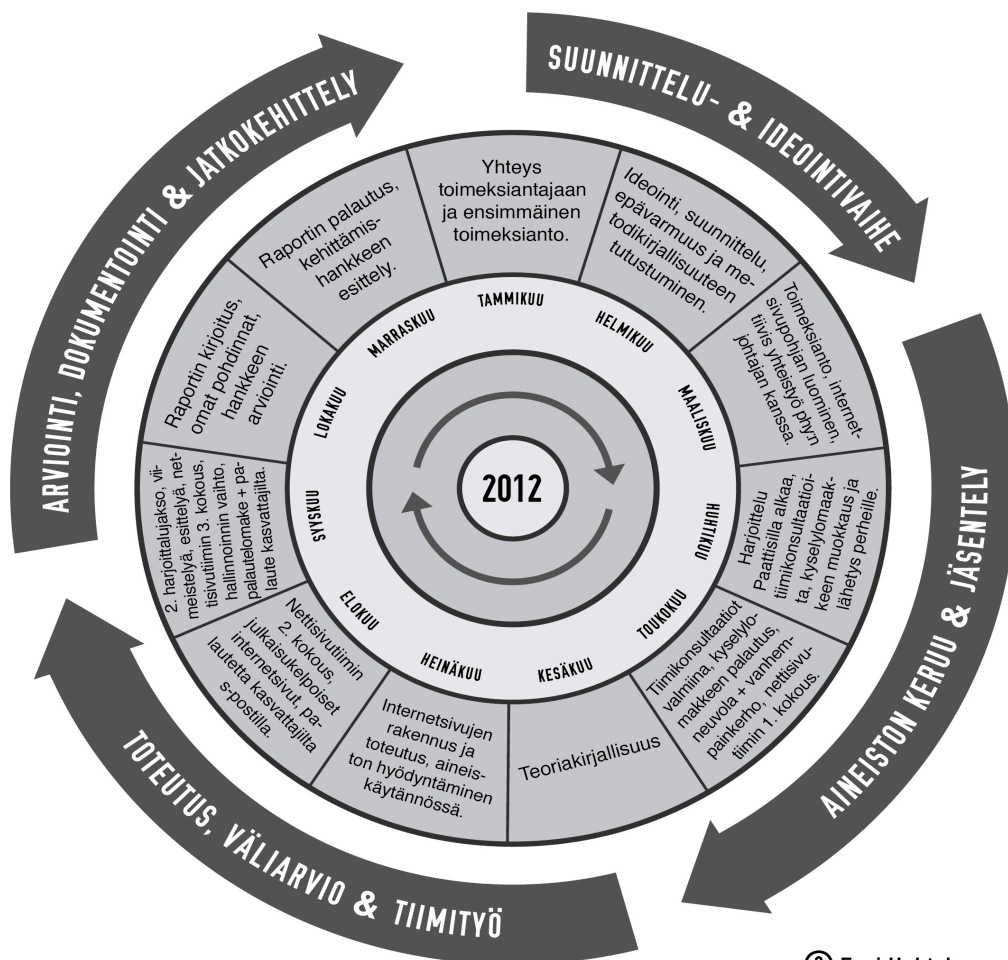 SUUNNITTELU- & IDEOINTIVAIHE
AINEISTON KERUU & JÄSENTELY
TOTEUTUS, VÄLIARVIO & TIIMITYÖ
ARVIOINTI, DOKUMENTOINTI & JATKOKEHITTELY
Yhteys
toimeksiantajaan
ja ensimmäinen
toimeksianto.
Ideointi, suunnittelu,
epävarmuus ja me-
todikirjallisuuteen
tutustuminen.
Toimeksianto, internet-
sivupohjan luominen,
tiivis yhteistyö phy:n
johtajan kanssa.
Harjoittelu
Paattisilla alkaa,
tiimikonsultaatioi-
ta, kyselylomaak-
keen muokkaus ja
lähetys perheille.
Tiimikonsultaatiot
valmiina, kyselylo-
makkeen palautus,
neuvola + vanhem-
painkerho, nettisivu-
tiimin 1. kokous.
Teoriakirjallisuus
Internetsivujen
rakennus ja
toteutus, aineis-
ton hyödyntäminen
käytännössä.
Nettisivutiimin
2. kokous,
julkaisukelpoiset
internetsivut, pa-
lautetta kasvattajilta
s-postilla.
2. harjoittalujakso, vii-
meistelyä, esittelyä, net-
tisivutiimin 3. kokous,
hallinnoinnin vaihto,
palautelomake + pa-
laute kasvattajilta.
Raportin kirjoitus,
omat pohdinnat,
hankkeen
arviointi.
Raportin palautus,
kehittämis-
hankkeen
esittely.
TAMMIKUU
HELMIKUU
MAALISKUU
HUHTIKUU
TOUKOKUU
KESÄKUU
HEINÄKUU
ELOKUU
SYYSKUU
LOKAKUU
MARRASKUU
2012